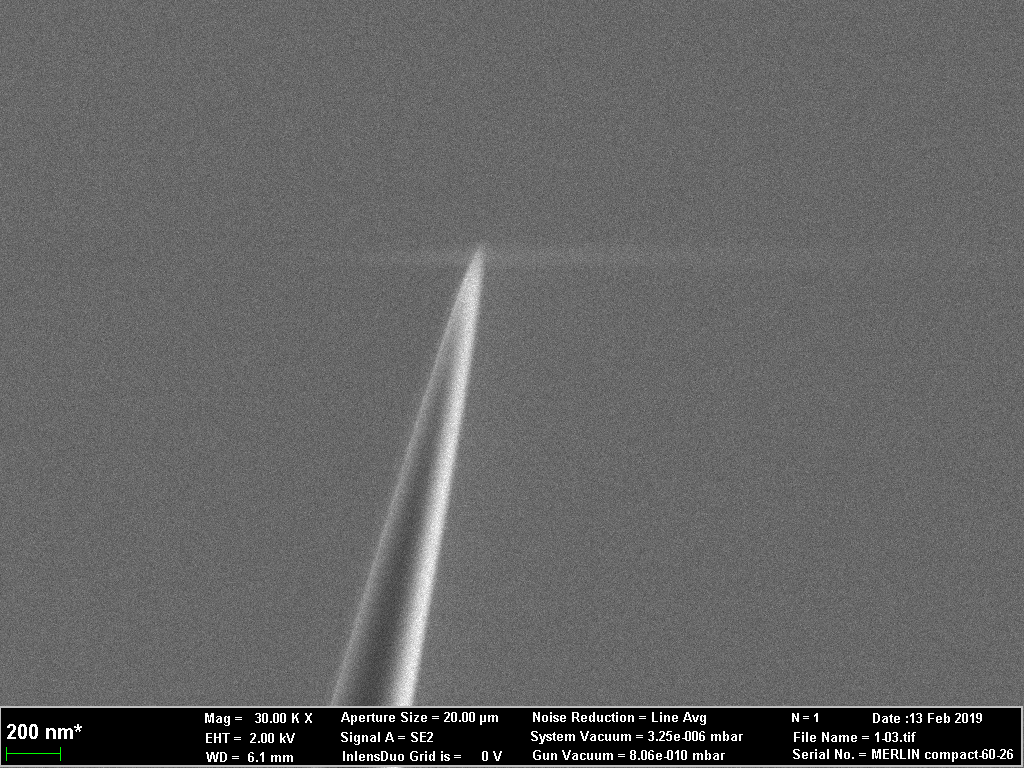 200 nm*
Mag = 30.00 K X
EHT = 2.00 kV
WD = 6.1 mm
Aperture Size = 20.00 µm
Signal A = SE2
InlensDuo Grid is = 0 V
Noise Reduction = Line Avg
System Vacuum = 3.25e-006 mbar
Gun Vacuum = 8.06e-010 mbar
N = 1
Date :13 Feb 2019
File Name = 1-03.tif
Serial No. = MERLIN compact-60-26